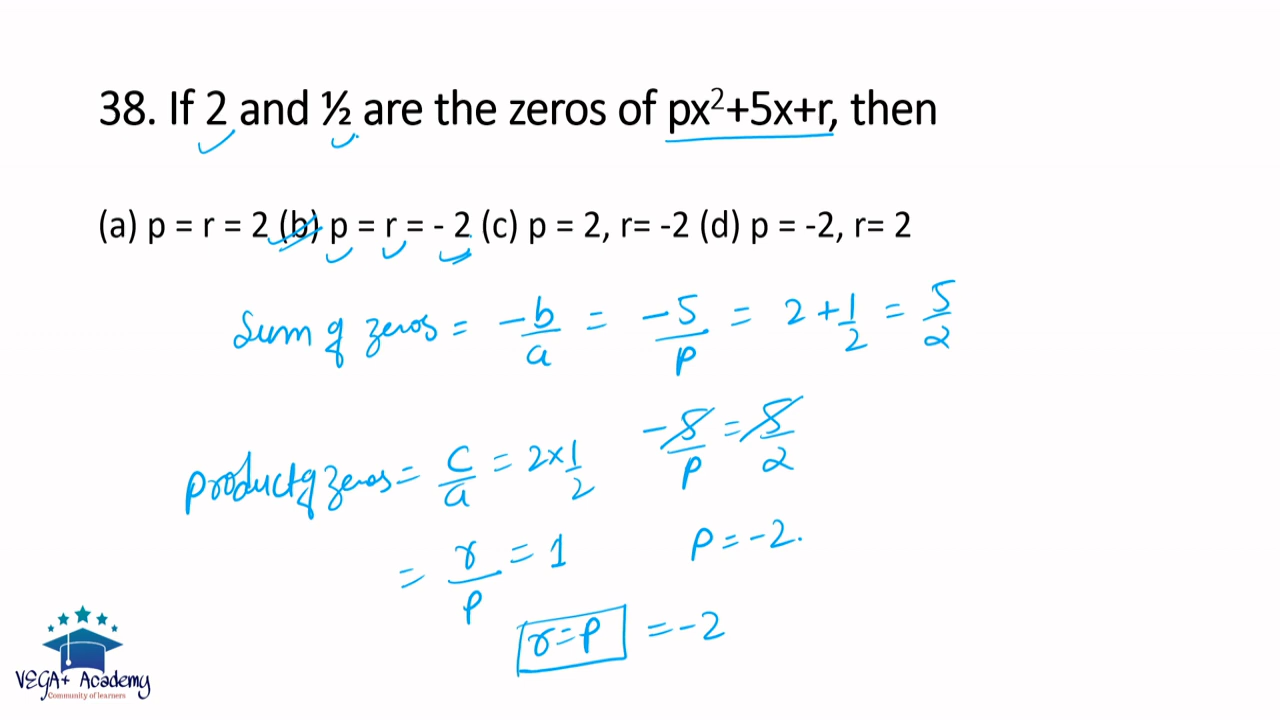 38. If 2 and ½ are the zeros of px²+5x+r, then
(a) p = r = 2 (b) p = r = - 2 (c) p = 2, r= -2 (d) p = -2, r= 2
Sum of zeros = -b/a = -5/p = 2 + 1/2 = 5/2
-5/p = 5/2
product of zeros = c/a = 2 × 1/2
= r/p = 1
p = -2.
r = p = -2
VEGA+ Academy
Community of learners